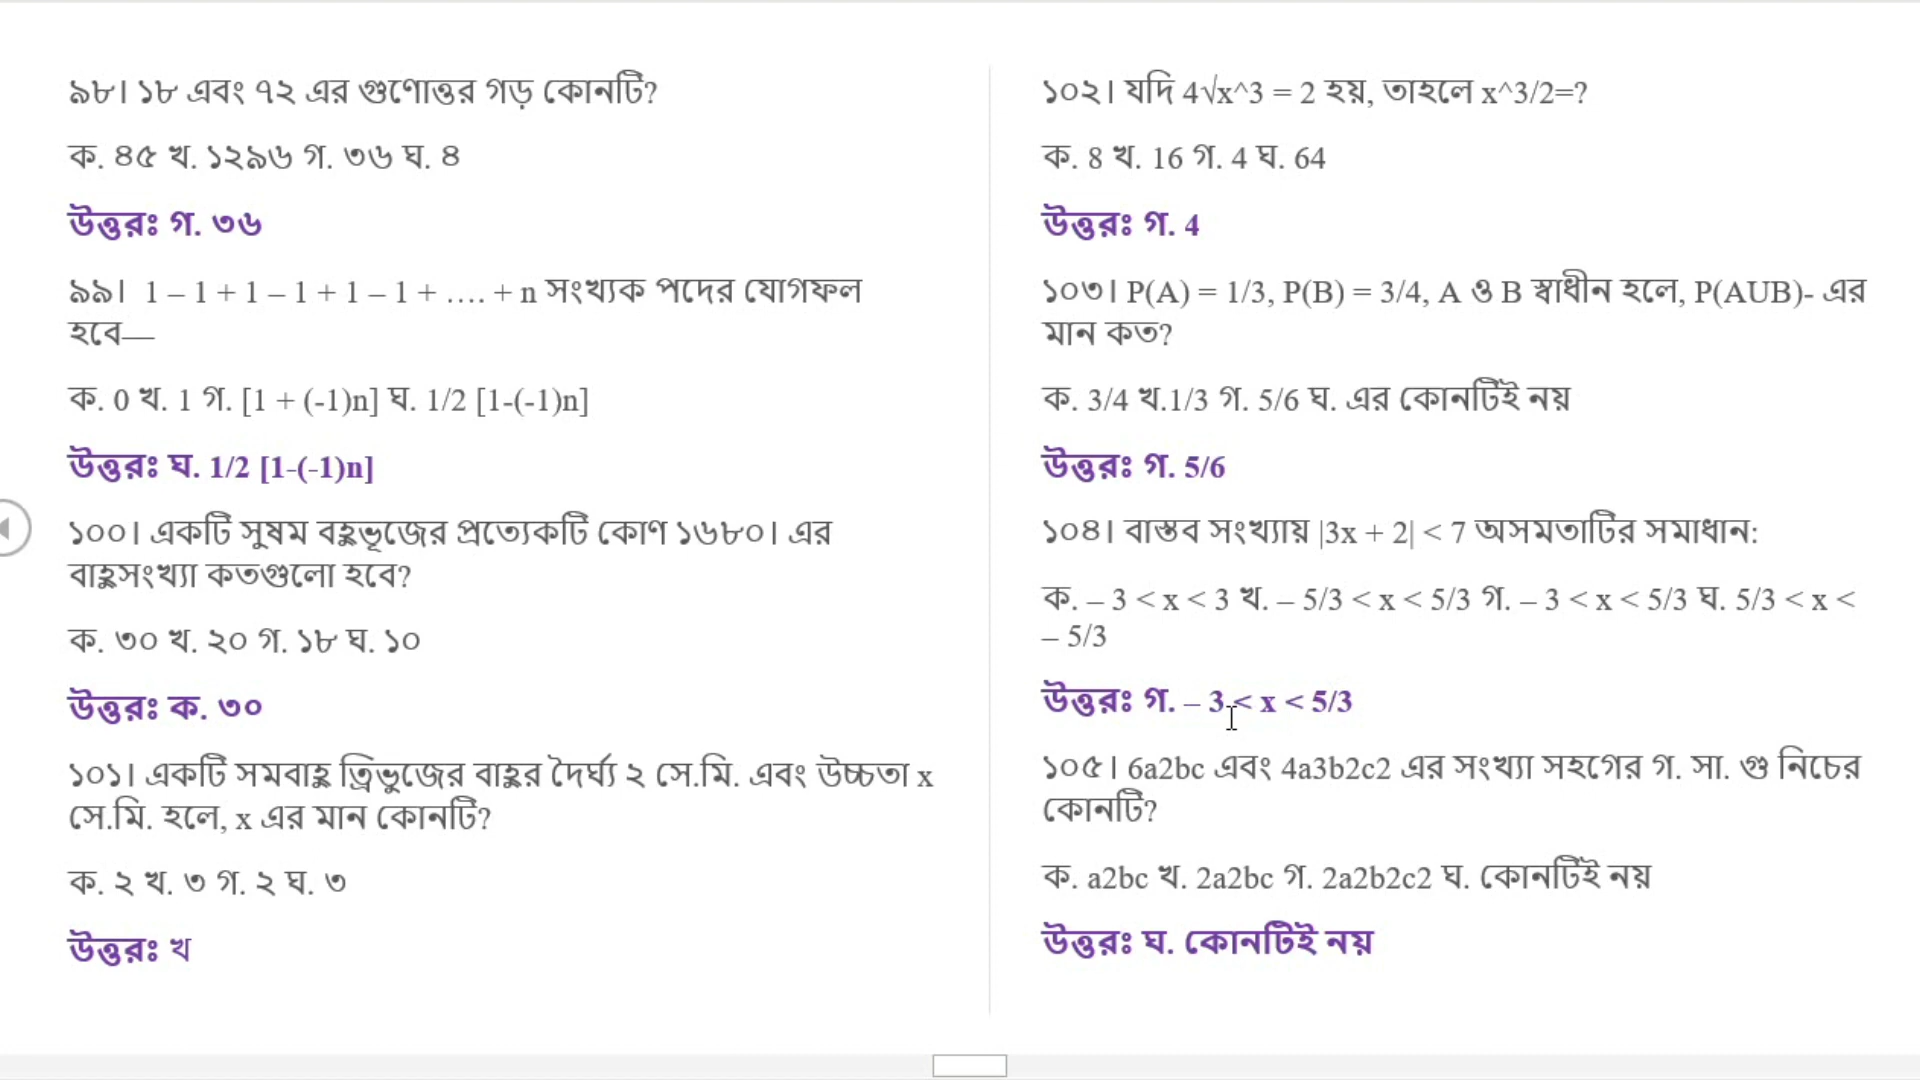 ৯৮। ১৮ এবং ৭২ এর গুণোত্তর গড় কোনটি?
ক. ৪৫ খ. ১২৯৬ গ. ৩৬ ঘ. ৪
উত্তরঃ গ. ৩৬
৯৯। 1 – 1 + 1 – 1 + 1 – 1 + …. + n সংখ্যক পদের যোগফল
হবে—
ক. 0 খ. 1 গ. [1 + (-1)n] ঘ. 1/2 [1-(-1)n]
উত্তরঃ ঘ. 1/2 [1-(-1)n]
১০০। একটি সুষম বহুভূজের প্রত্যেকটি কোণ ১৬৮০। এর
বাহুসংখ্যা কতগুলো হবে?
ক. ৩০ খ. ২০ গ. ১৮ ঘ. ১০
উত্তরঃ ক. ৩০
১০১। একটি সমবাহু ত্রিভুজের বাহুর দৈর্ঘ্য ২ সে.মি. এবং উচ্চতা x
সে.মি. হলে, x এর মান কোনটি?
ক. ২ খ. ৩ গ. ২ ঘ. ৩
উত্তরঃ খ
১০২। যদি 4√x^3 = 2 হয়, তাহলে x^3/2=?
ক. 8 খ. 16 গ. 4 ঘ. 64
উত্তরঃ গ. 4
১০৩। P(A) = 1/3, P(B) = 3/4, A ও B স্বাধীন হলে, P(AUB)- এর
মান কত?
ক. 3/4 খ.1/3 গ. 5/6 ঘ. এর কোনটিই নয়
উত্তরঃ গ. 5/6
১০৪। বাস্তব সংখ্যায় |3x + 2| < 7 অসমতাটির সমাধান:
ক. – 3 < x < 3 খ. – 5/3 < x < 5/3 গ. – 3 < x < 5/3 ঘ. 5/3 < x <
– 5/3
উত্তরঃ গ. – 3 < x < 5/3
১০৫। 6a2bc এবং 4a3b2c2 এর সংখ্যা সহগের গ. সা. গু নিচের
কোনটি?
ক. a2bc খ. 2a2bc গ. 2a2b2c2 ঘ. কোনটিই নয়
উত্তরঃ ঘ. কোনটিই নয়